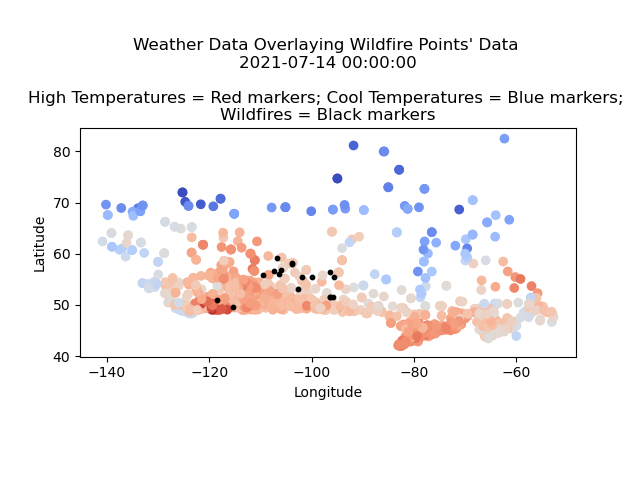 Weather Data Overlaying Wildfire Points' Data
2021-07-14 00:00:00
High Temperatures = Red markers; Cool Temperatures = Blue markers;
Wildfires = Black markers
80
70
60
50
40
Latitude
−140 −120 −100 −80 −60
Longitude